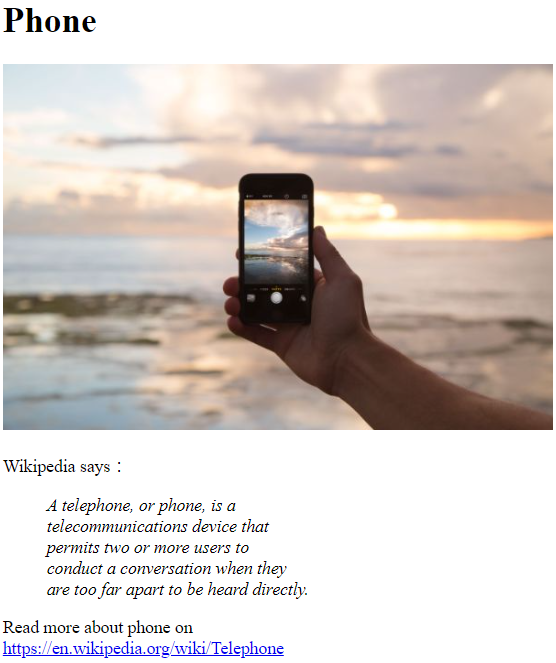 Phone
Wikipedia says：
A telephone, or phone, is a
telecommunications device that
permits two or more users to
conduct a conversation when they
are too far apart to be heard directly.
Read more about phone on
https://en.wikipedia.org/wiki/Telephone